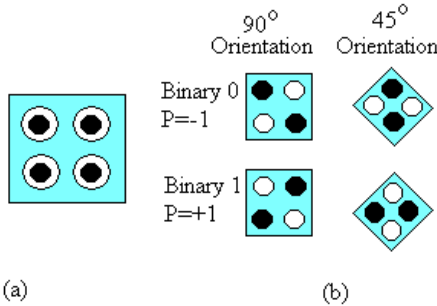 90° 45°
Orientation Orientation
Binary 0
P=-1
Binary 1
P=+1
(a) (b)